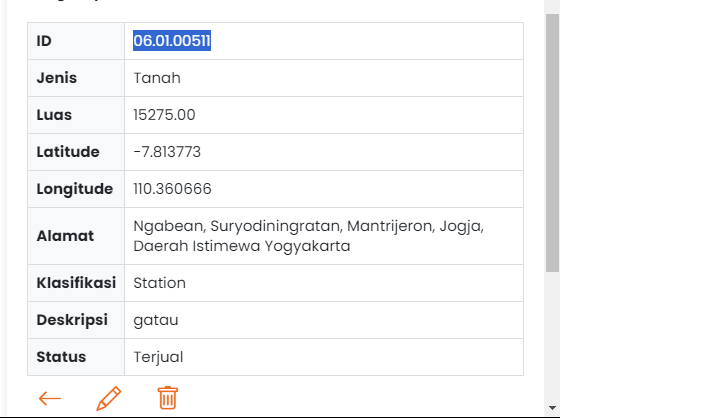 ID 06.01.00511
Jenis Tanah
Luas 15275.00
Latitude -7.813773
Longitude 110.360666
Alamat Ngabean, Suryodiningratan, Mantrijeron, Jogja,
Daerah Istimewa Yogyakarta
Klasifikasi Station
Deskripsi gatau
Status Terjual